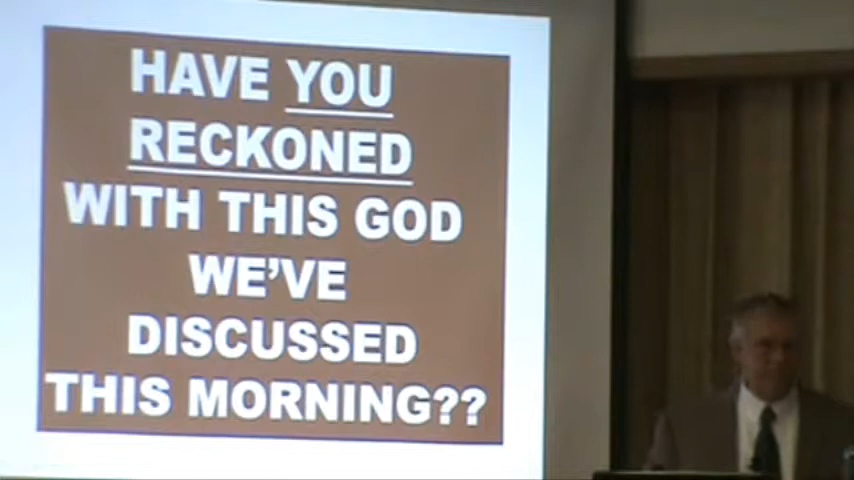 HAVE YOU
RECKONED
WITH THIS GOD
WE'VE
DISCUSSED
THIS MORNING??